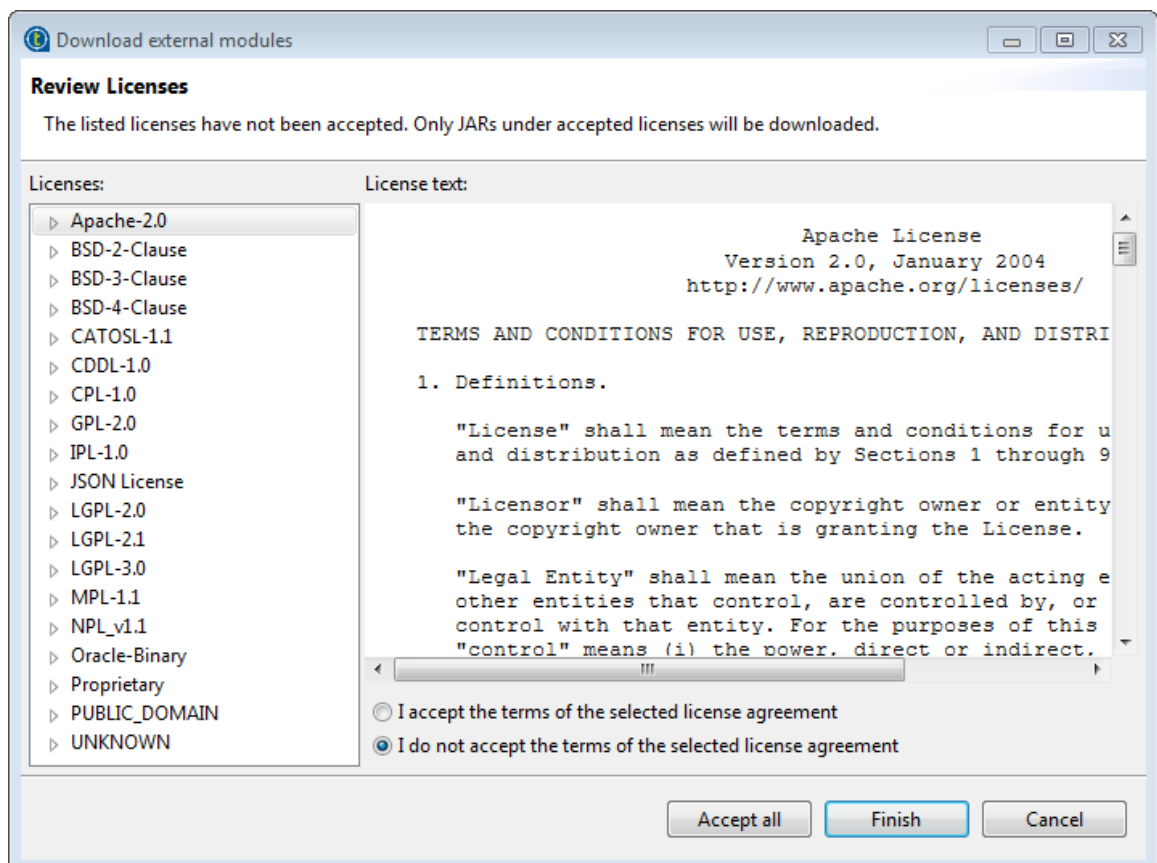 Download external modules
Review Licenses
The listed licenses have not been accepted. Only JARs under accepted licenses will be downloaded.
Licenses:
Apache-2.0
BSD-2-Clause
BSD-3-Clause
BSD-4-Clause
CATOSL-1.1
CDDL-1.0
CPL-1.0
GPL-2.0
IPL-1.0
JSON License
LGPL-2.0
LGPL-2.1
LGPL-3.0
MPL-1.1
NPL_v1.1
Oracle-Binary
Proprietary
PUBLIC_DOMAIN
UNKNOWN
License text:
Apache License
Version 2.0, January 2004
http://www.apache.org/licenses/
TERMS AND CONDITIONS FOR USE, REPRODUCTION, AND DISTRI
1. Definitions.
"License" shall mean the terms and conditions for u
and distribution as defined by Sections 1 through 9
"Licensor" shall mean the copyright owner or entity
the copyright owner that is granting the License.
"Legal Entity" shall mean the union of the acting e
other entities that control, are controlled by, or
control with that entity. For the purposes of this
"control" means (i) the power, direct or indirect,
I accept the terms of the selected license agreement
I do not accept the terms of the selected license agreement
Accept all
Finish
Cancel